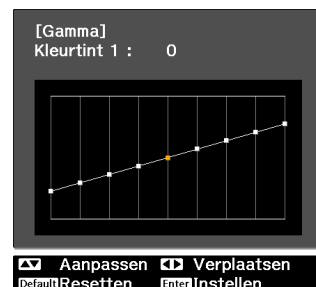 [Gamma]
Kleurtint 1 : 0
Aanpassen Verplaatsen
Default Resetten Enter Instellen